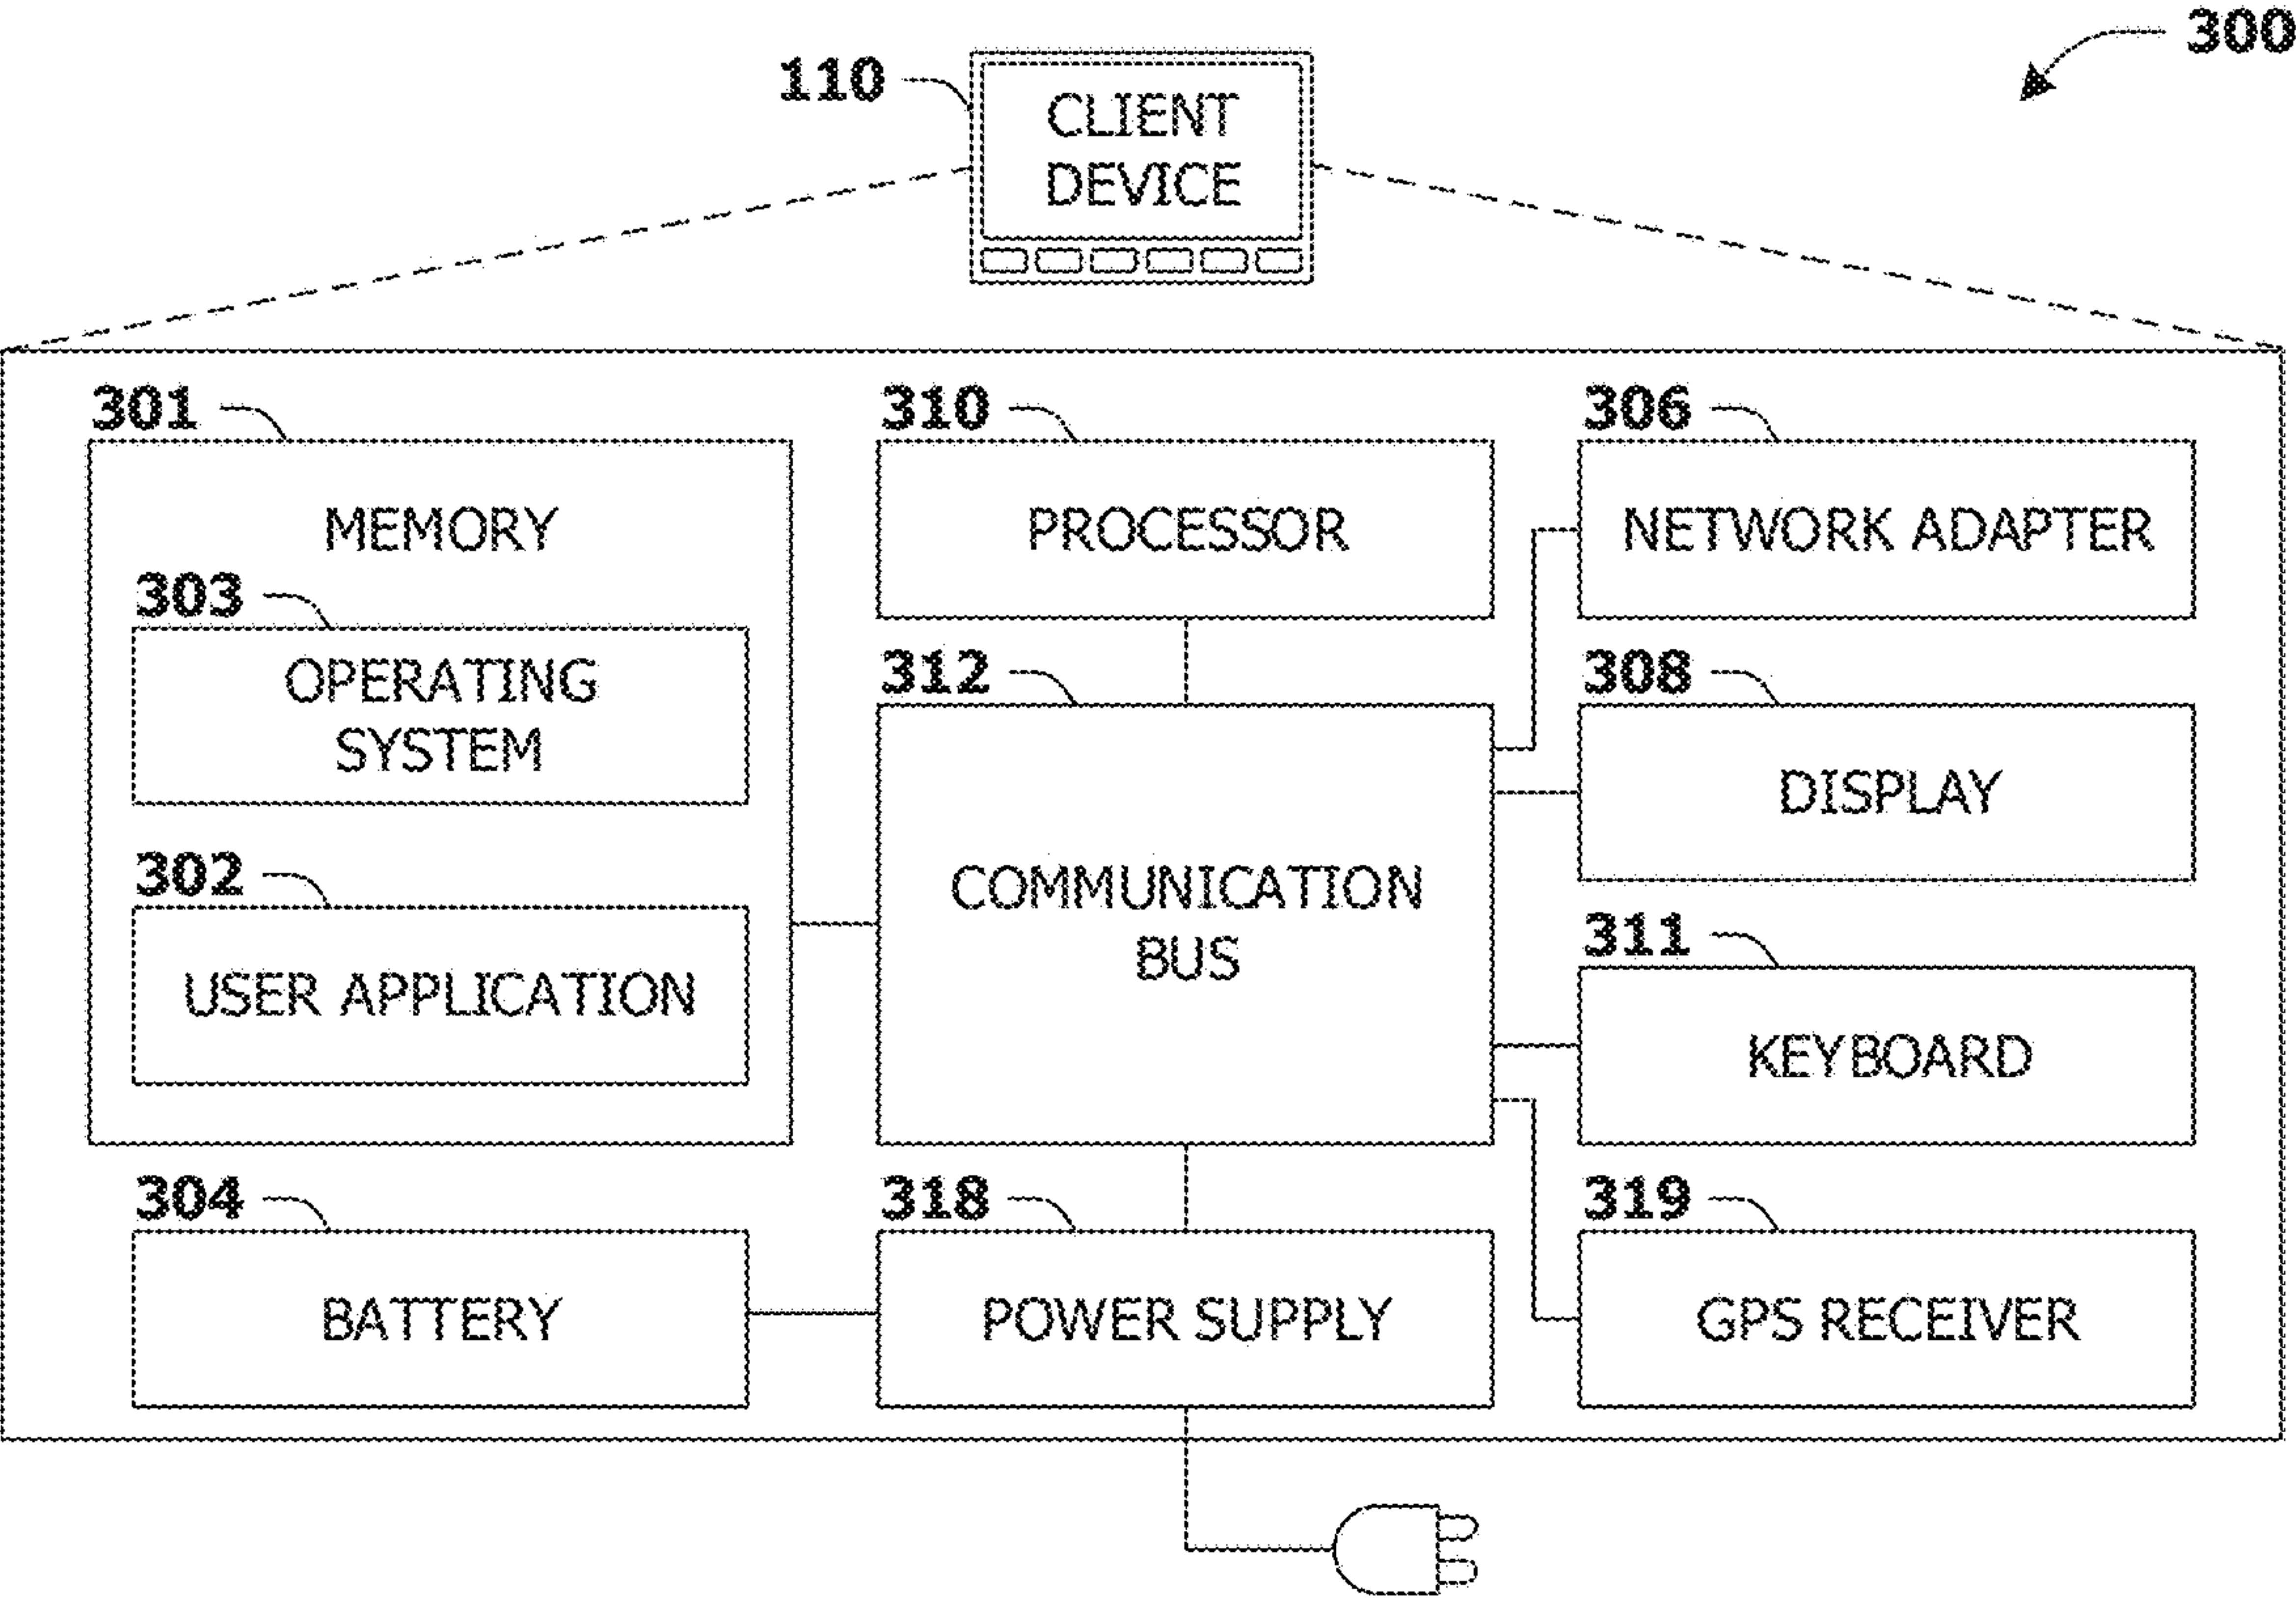 300
110
CLIENT
DEVICE
301
MEMORY
303
OPERATING
SYSTEM
302
USER APPLICATION
304
BATTERY
310
PROCESSOR
312
COMMUNICATION
BUS
318
POWER SUPPLY
306
NETWORK ADAPTER
308
DISPLAY
311
KEYBOARD
319
GPS RECEIVER